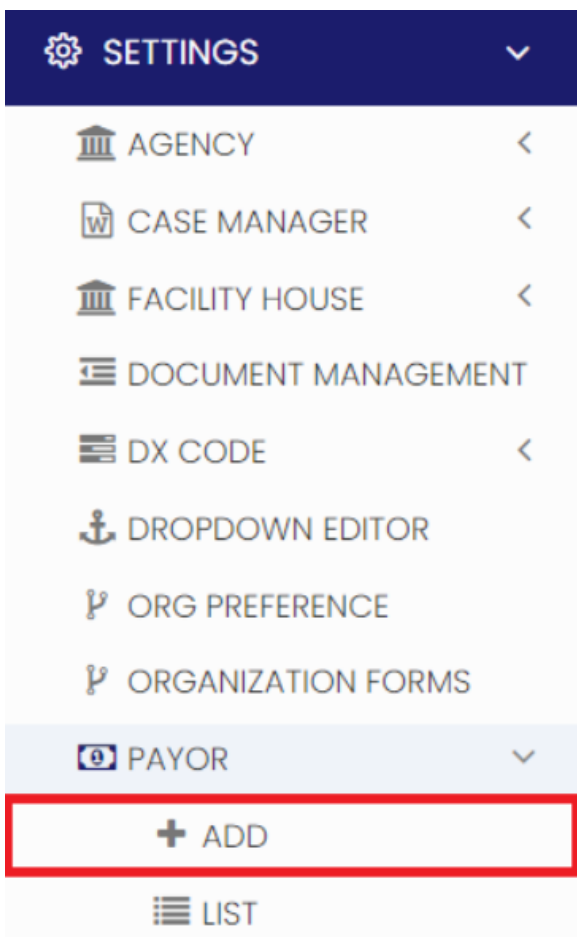 SETTINGS
AGENCY
CASE MANAGER
FACILITY HOUSE
DOCUMENT MANAGEMENT
DX CODE
DROPDOWN EDITOR
ORG PREFERENCE
ORGANIZATION FORMS
PAYOR
ADD
LIST